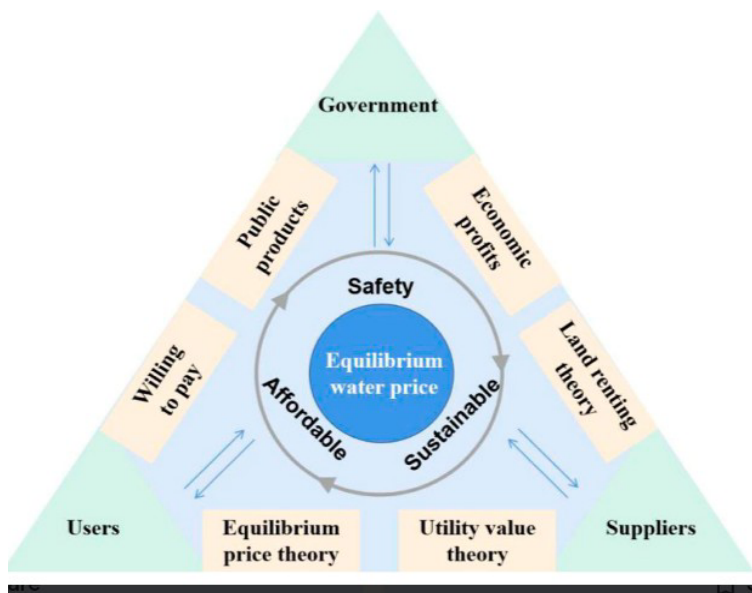 Government
Public
products
Economic
profits
Safety
Equilibrium
water price
Willing
to pay
Affordable
Sustainable
Land renting
theory
Users
Equilibrium
price theory
Utility value
theory
Suppliers